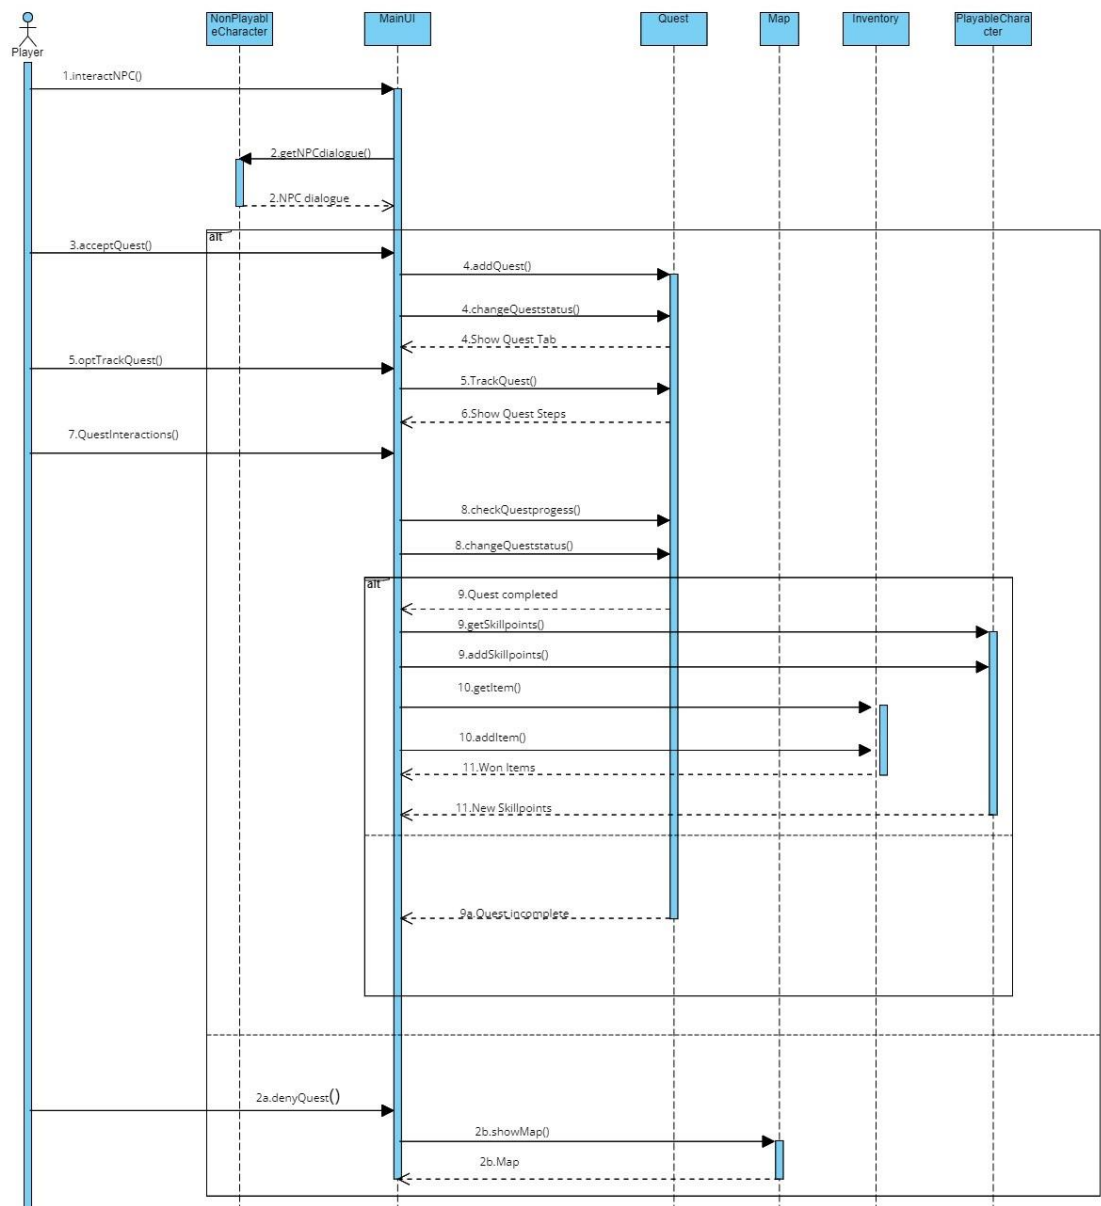 NonPlayabl
eCharacter
MainUI
Quest
Map
Inventory
PlayableChara
cter
Player
1.interactNPC()
2.getNPCdialogue()
2.NPC dialogue
alt
3.acceptQuest()
4.addQuest()
4.changeQueststatus()
4.Show Quest Tab
5.optTrackQuest()
5.TrackQuest()
6.Show Quest Steps
7.QuestInteractions()
8.checkQuestprogess()
8.changeQueststatus()
alt
9.Quest completed
9.getSkillpoints()
9.addSkillpoints()
10.getItem()
10.addItem()
11.Won Items
11.New Skillpoints
9a.Quest incomplete
2a.denyQuest()
2b.showMap()
2b.Map